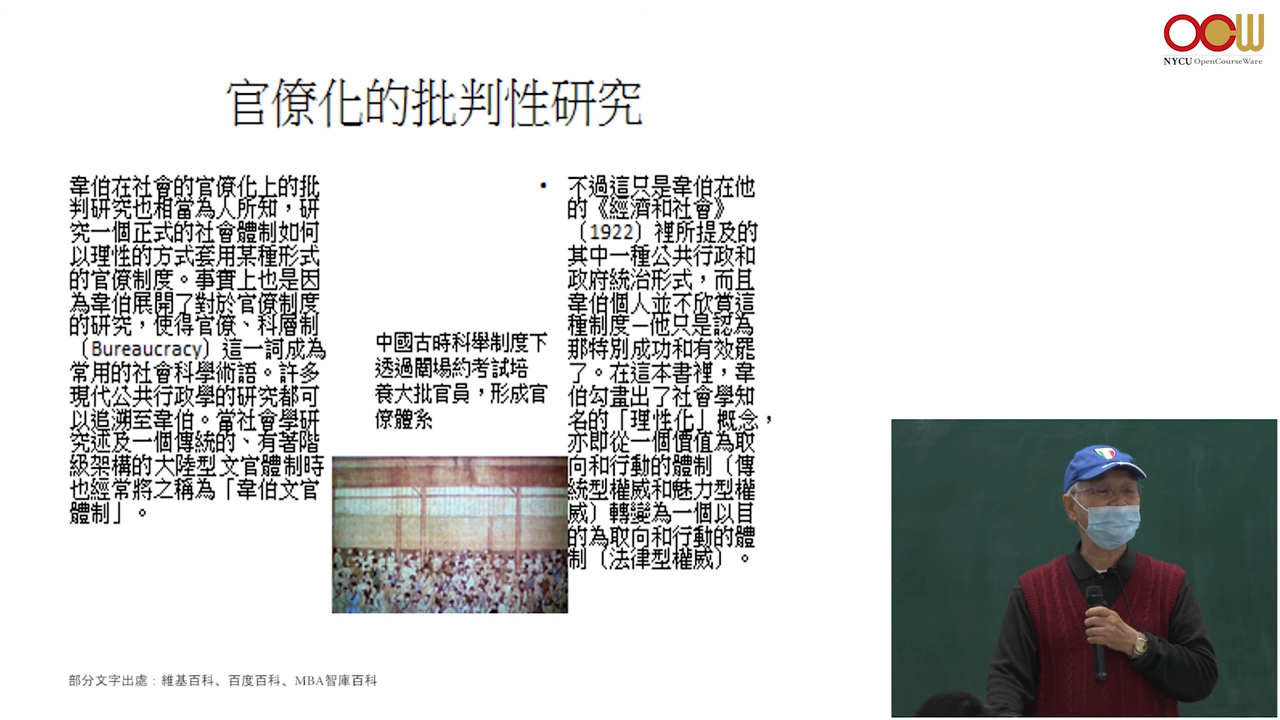 OCW
NYCU OpenCourseWare
官僚化的批判性研究
韋伯在社會的官僚化上的批
判研究也相當為人所知，研
究一個正式的社會體制如何
以理性的方式套用某種形式
的官僚制度。事實上也是因
為韋伯展開了對於官僚制度
的研究，使得官僚、科層制
（Bureaucracy）這一詞成為
常用的社會科學術語。許多
現代公共行政學的研究都可
以追溯至韋伯。當社會學研
究述及一個傳統的、有著階
級架構的大陸型文官體制時
也經常將之稱為「韋伯文官
體制」。
中國古時科舉制度下
透過闈場約考試培
養大批官員，形成官
僚體系
• 不過這只是韋伯在他
的《經濟和社會》
（1922）裡所提及的
其中一種公共行政和
政府統治形式，而且
韋伯個人並不欣賞這
種制度—他只是認為
那特別成功和有效罷
了。在這本書裡，韋
伯勾畫出了社會學知
名的「理性化」概念，
亦即從一個價值為取
向和行動的體制（傳
統型權威和魅力型權
威）轉變為一個以目
的為取向和行動的體
制（法律型權威）。
部分文字出處：維基百科、百度百科、MBA智庫百科